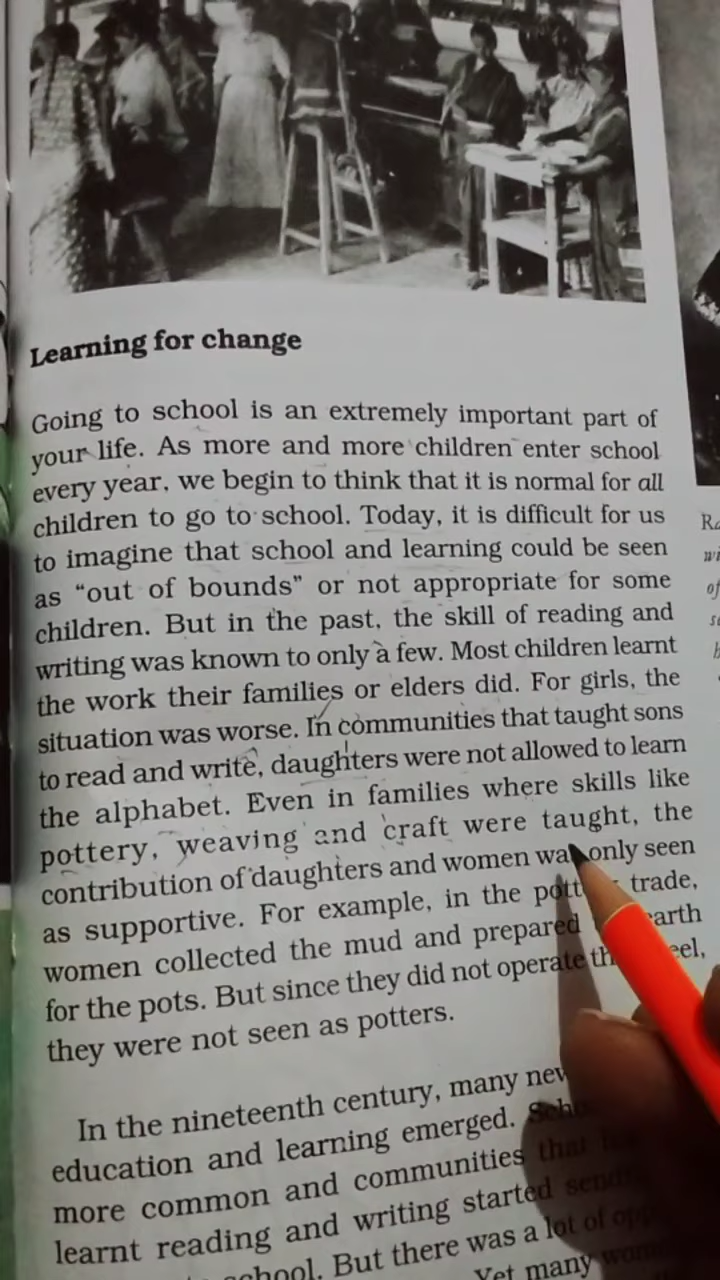 Learning for change
Going to school is an extremely important part of
your life. As more and more children enter school
every year, we begin to think that it is normal for all
children to go to school. Today, it is difficult for us
to imagine that school and learning could be seen
as “out of bounds” or not appropriate for some
children. But in the past, the skill of reading and
writing was known to only a few. Most children learnt
the work their families or elders did. For girls, the
situation was worse. In communities that taught sons
to read and write, daughters were not allowed to learn
the alphabet. Even in families where skills like
pottery, weaving and craft were taught, the
contribution of daughters and women was only seen
as supportive. For example, in the trade,
women collected the mud and prepared earth
for the pots. But since they did not operate
they were not seen as potters.
In the nineteenth century, many
education and learning emerged.
more common and communities that
learnt reading and writing started
school. But there was a lot of
Yet many